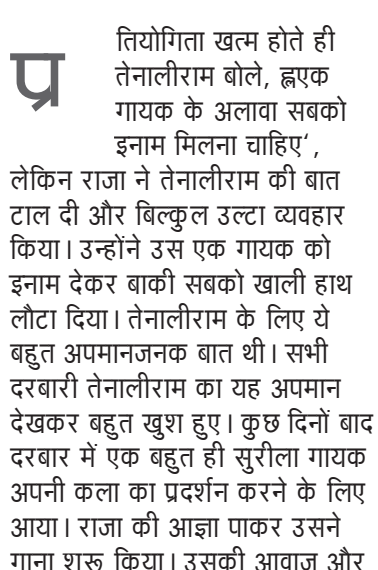 प्रतियोगिता खत्म होते ही
तेनालीराम बोले, ह्लएक
गायक के अलावा सबको
इनाम मिलना चाहिए‘,
लेकिन राजा ने तेनालीराम की बात
टाल दी और बिल्कुल उल्टा व्यवहार
किया। उन्होंने उस एक गायक को
इनाम देकर बाकी सबको खाली हाथ
लौटा दिया। तेनालीराम के लिए ये
बहुत अपमानजनक बात थी। सभी
दरबारी तेनालीराम का यह अपमान
देखकर बहुत खुश हुए। कुछ दिनों बाद
दरबार में एक बहुत ही सुरीला गायक
अपनी कला का प्रदर्शन करने के लिए
आया। राजा की आज्ञा पाकर उसने
गाना शुरू किया। उसकी आवाज और